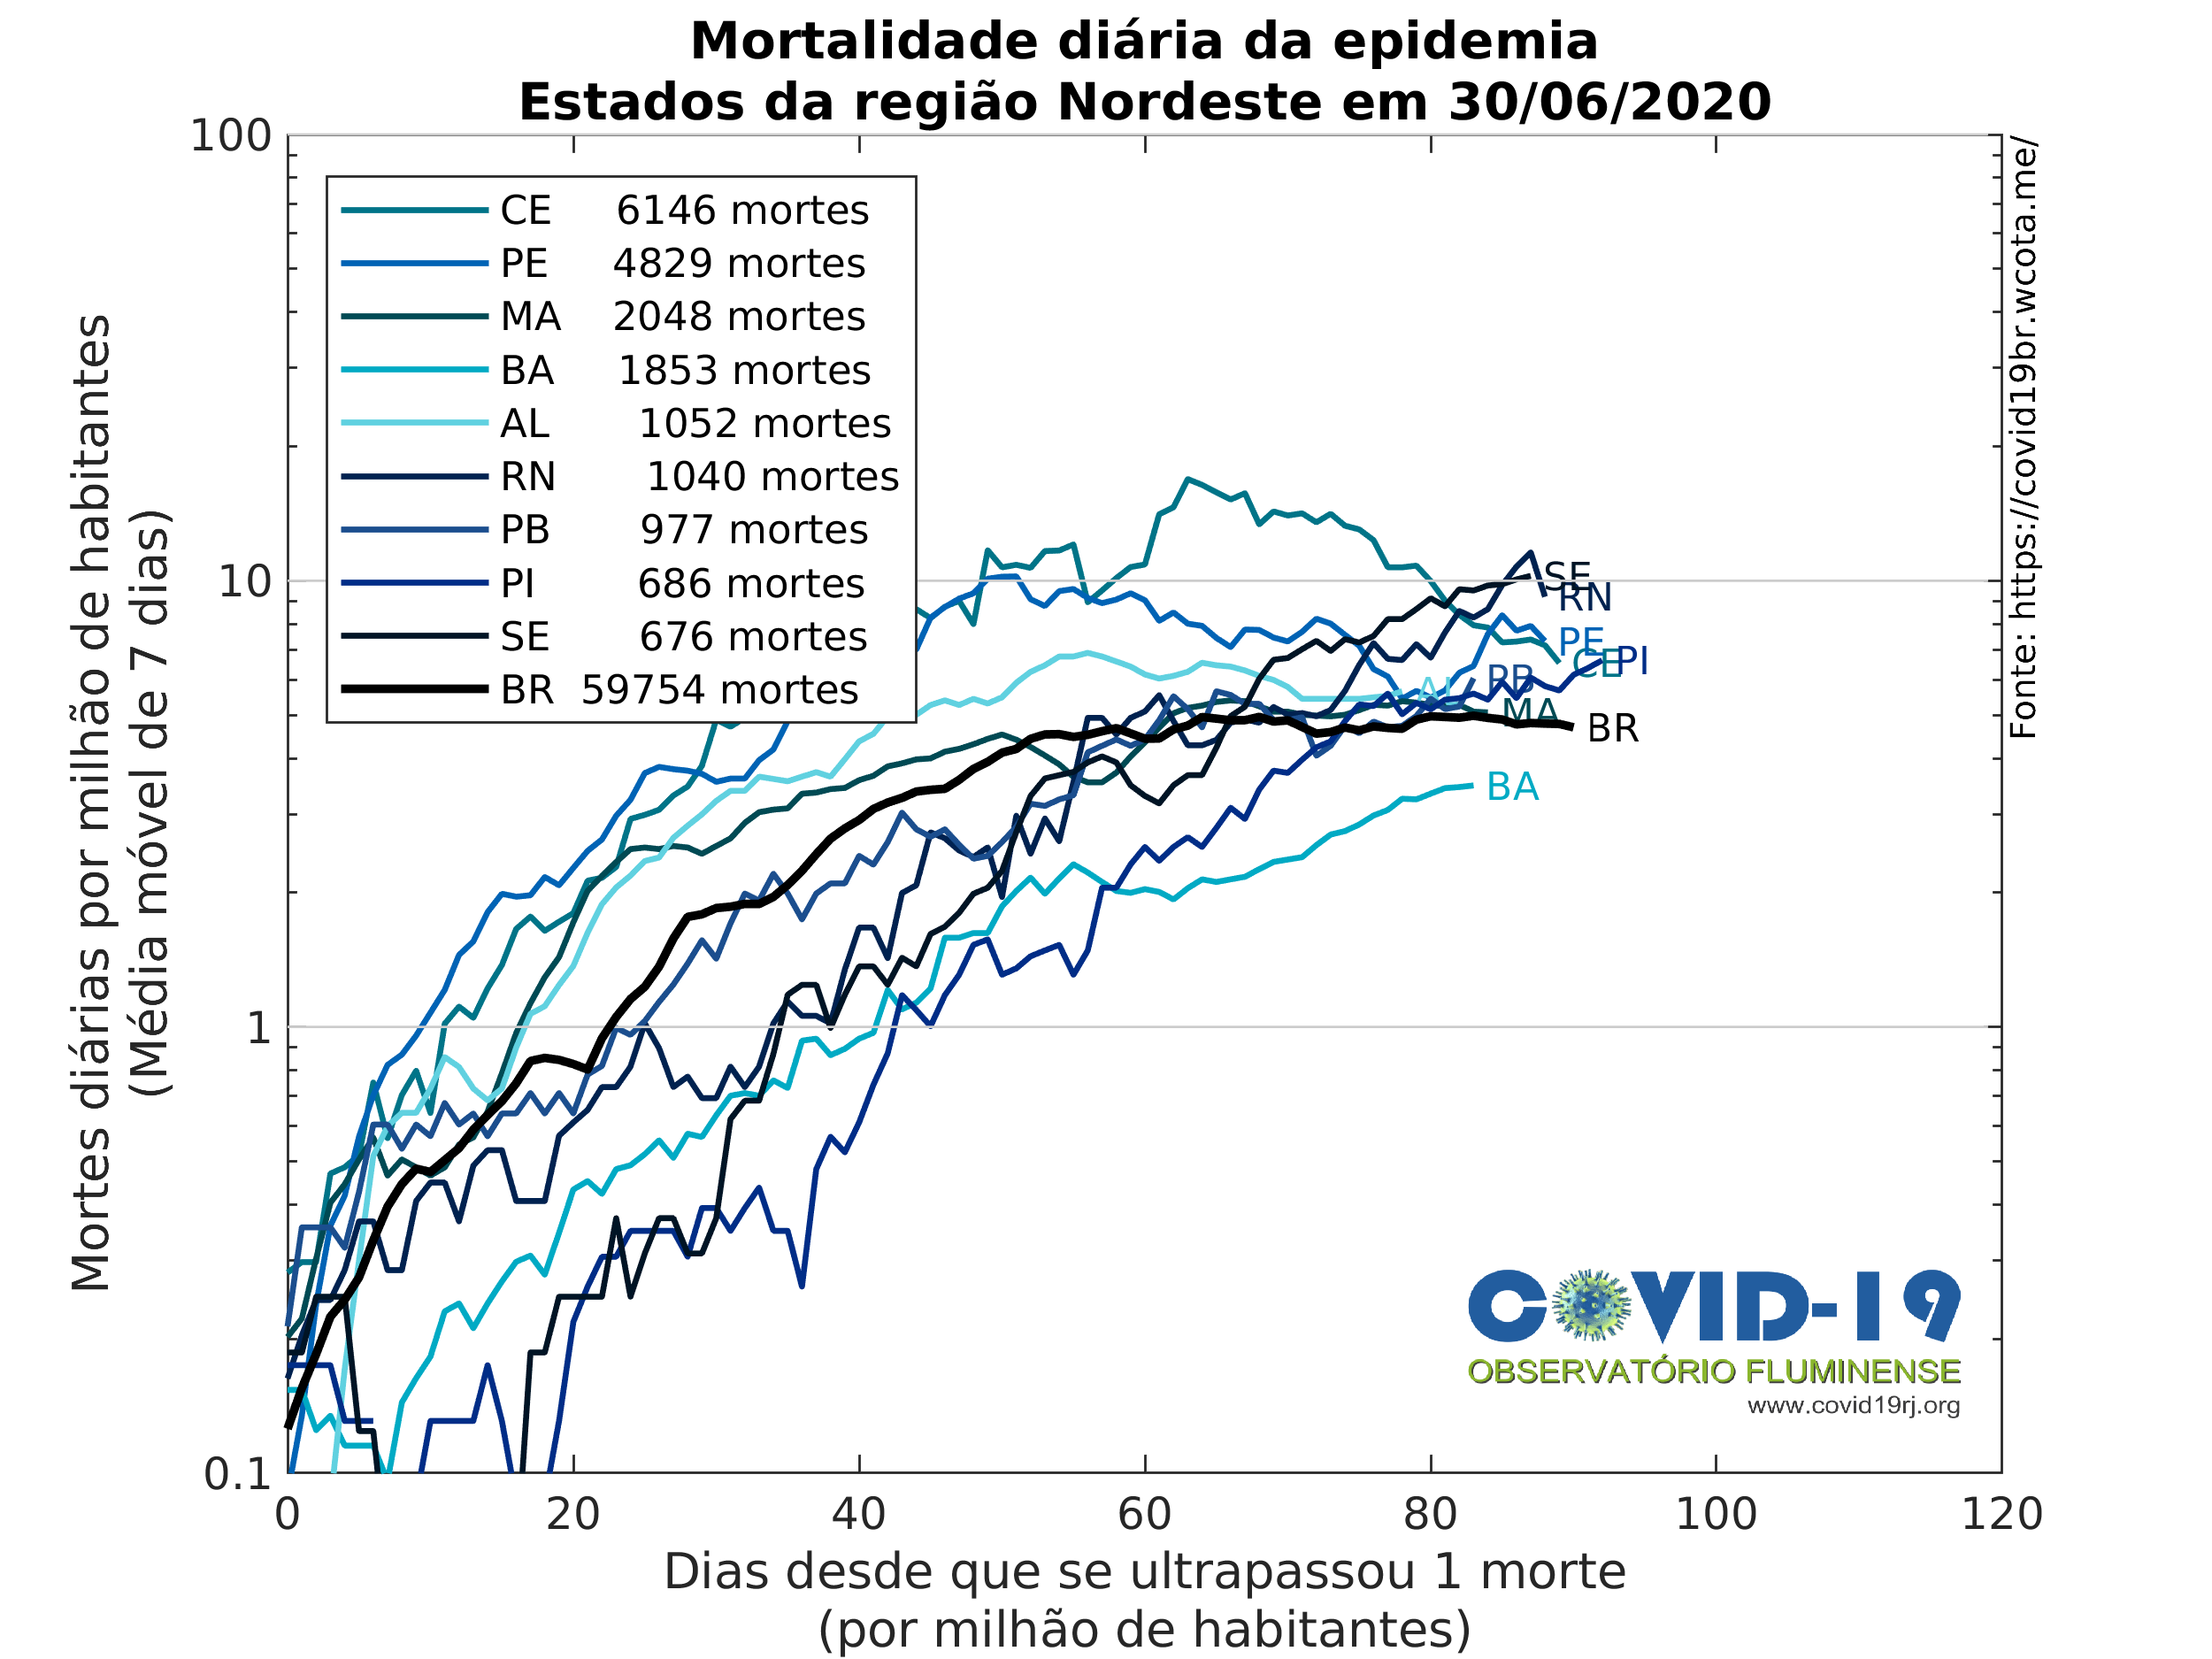 Mortalidade diária da epidemia
Estados da região Nordeste em 30/06/2020
Mortes diárias por milhão de habitantes
(Média móvel de 7 dias)
100
10
1
0.1
CE 6146 mortes
PE 4829 mortes
MA 2048 mortes
BA 1853 mortes
AL 1052 mortes
RN 1040 mortes
PB 977 mortes
PI 686 mortes
SE 676 mortes
BR 59754 mortes
SE
RN
PE
CE
PI
PB
AL
MA
BR
BA
Fonte: https://covid19br.wcota.me/
COVID-19
OBSERVATÓRIO FLUMINENSE
www.covid19rj.org
0 20 40 60 80 100 120
Dias desde que se ultrapassou 1 morte
(por milhão de habitantes)